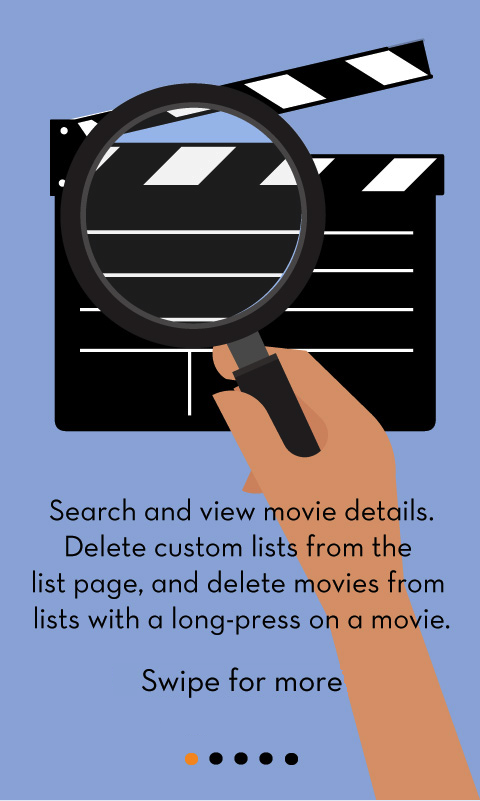 Search and view movie details.
Delete custom lists from the
list page, and delete movies from
lists with a long-press on a movie.
Swipe for more